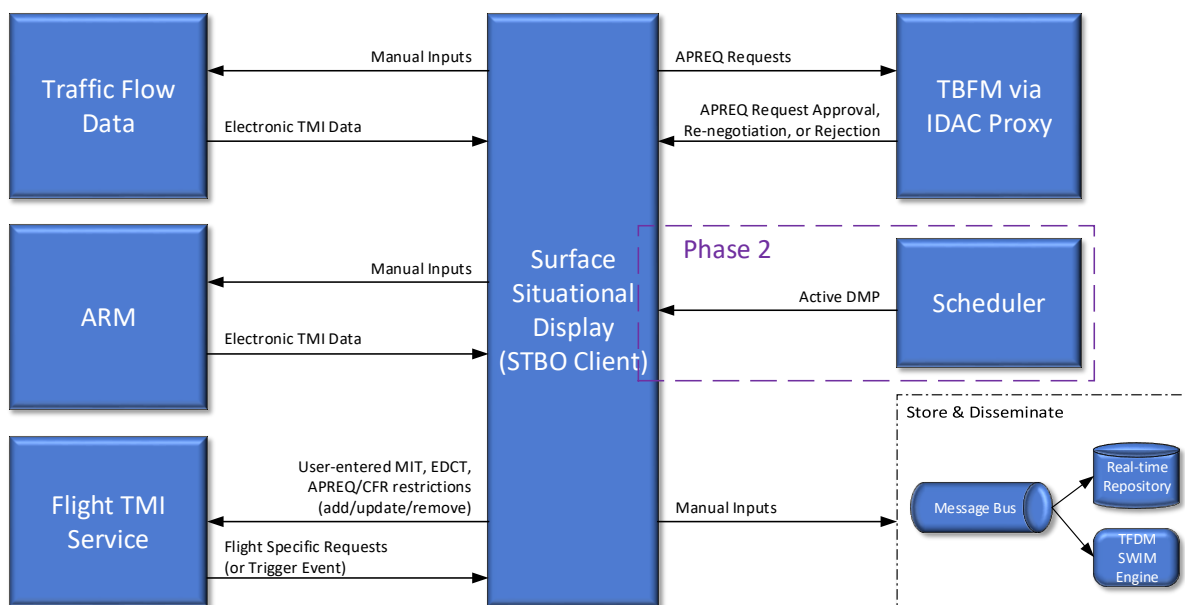 Traffic Flow
Data
Manual Inputs
Electronic TMI Data
ARM
Manual Inputs
Electronic TMI Data
Flight TMI
Service
User-entered MIT, EDCT,
APREQ/CFR restrictions
(add/update/remove)
Flight Specific Requests
(or Trigger Event)
Surface
Situational
Display
(STBO Client)
APREQ Requests
APREQ Request Approval,
Re-negotiation, or Rejection
TBFM via
IDAC Proxy
Phase 2
Active DMP
Scheduler
Manual Inputs
Store & Disseminate
Message Bus
Real-time
Repository
TFDM
SWIM
Engine